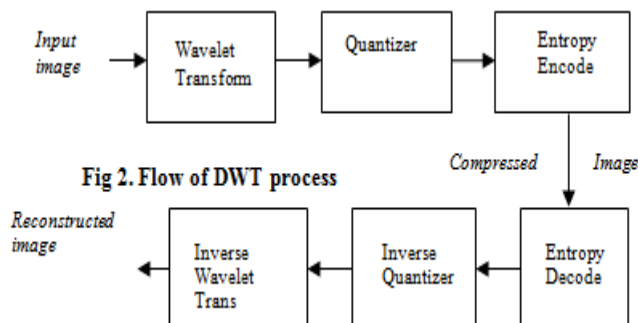 Input
image
Wavelet
Transform
Quantizer
Entropy
Encode
Compressed Image
Fig 2. Flow of DWT process
Reconstructed
image
Inverse
Wavelet
Trans
Inverse
Quantizer
Entropy
Decode